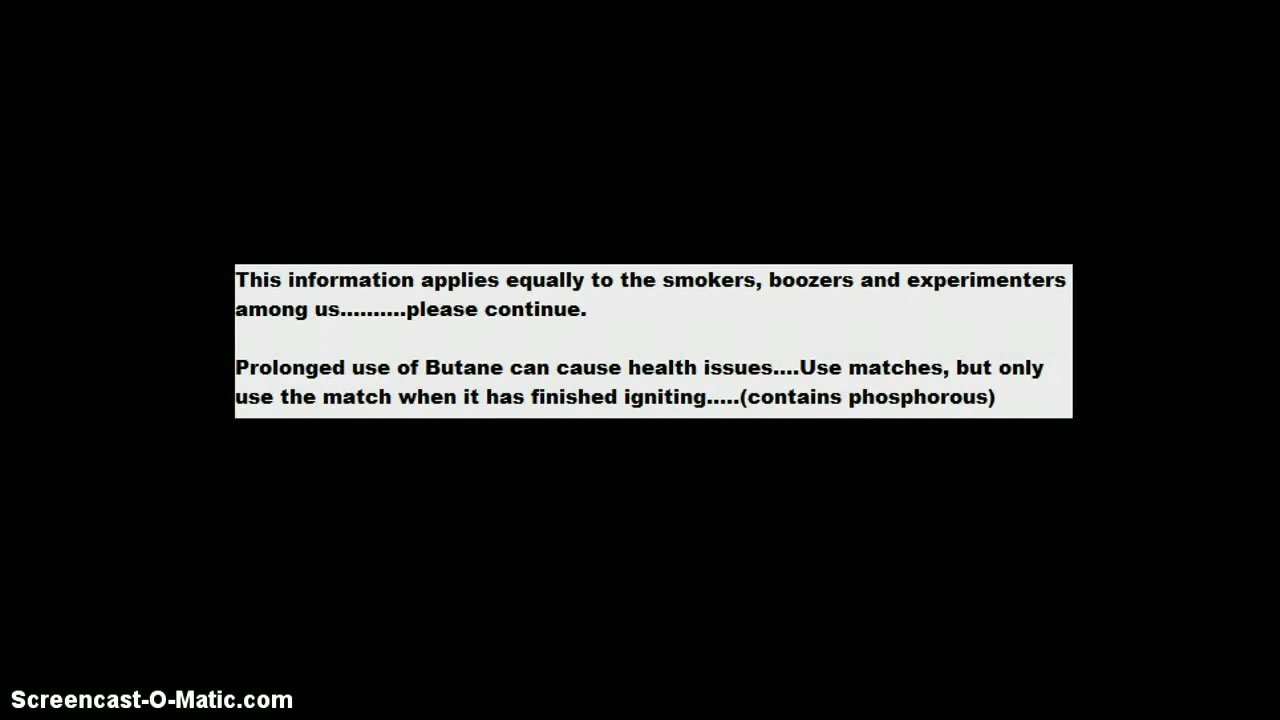 This information applies equally to the smokers, boozers and experimenters
among us..........please continue.
Prolonged use of Butane can cause health issues....Use matches, but only
use the match when it has finished igniting.....(contains phosphorous)
Screencast-O-Matic.com